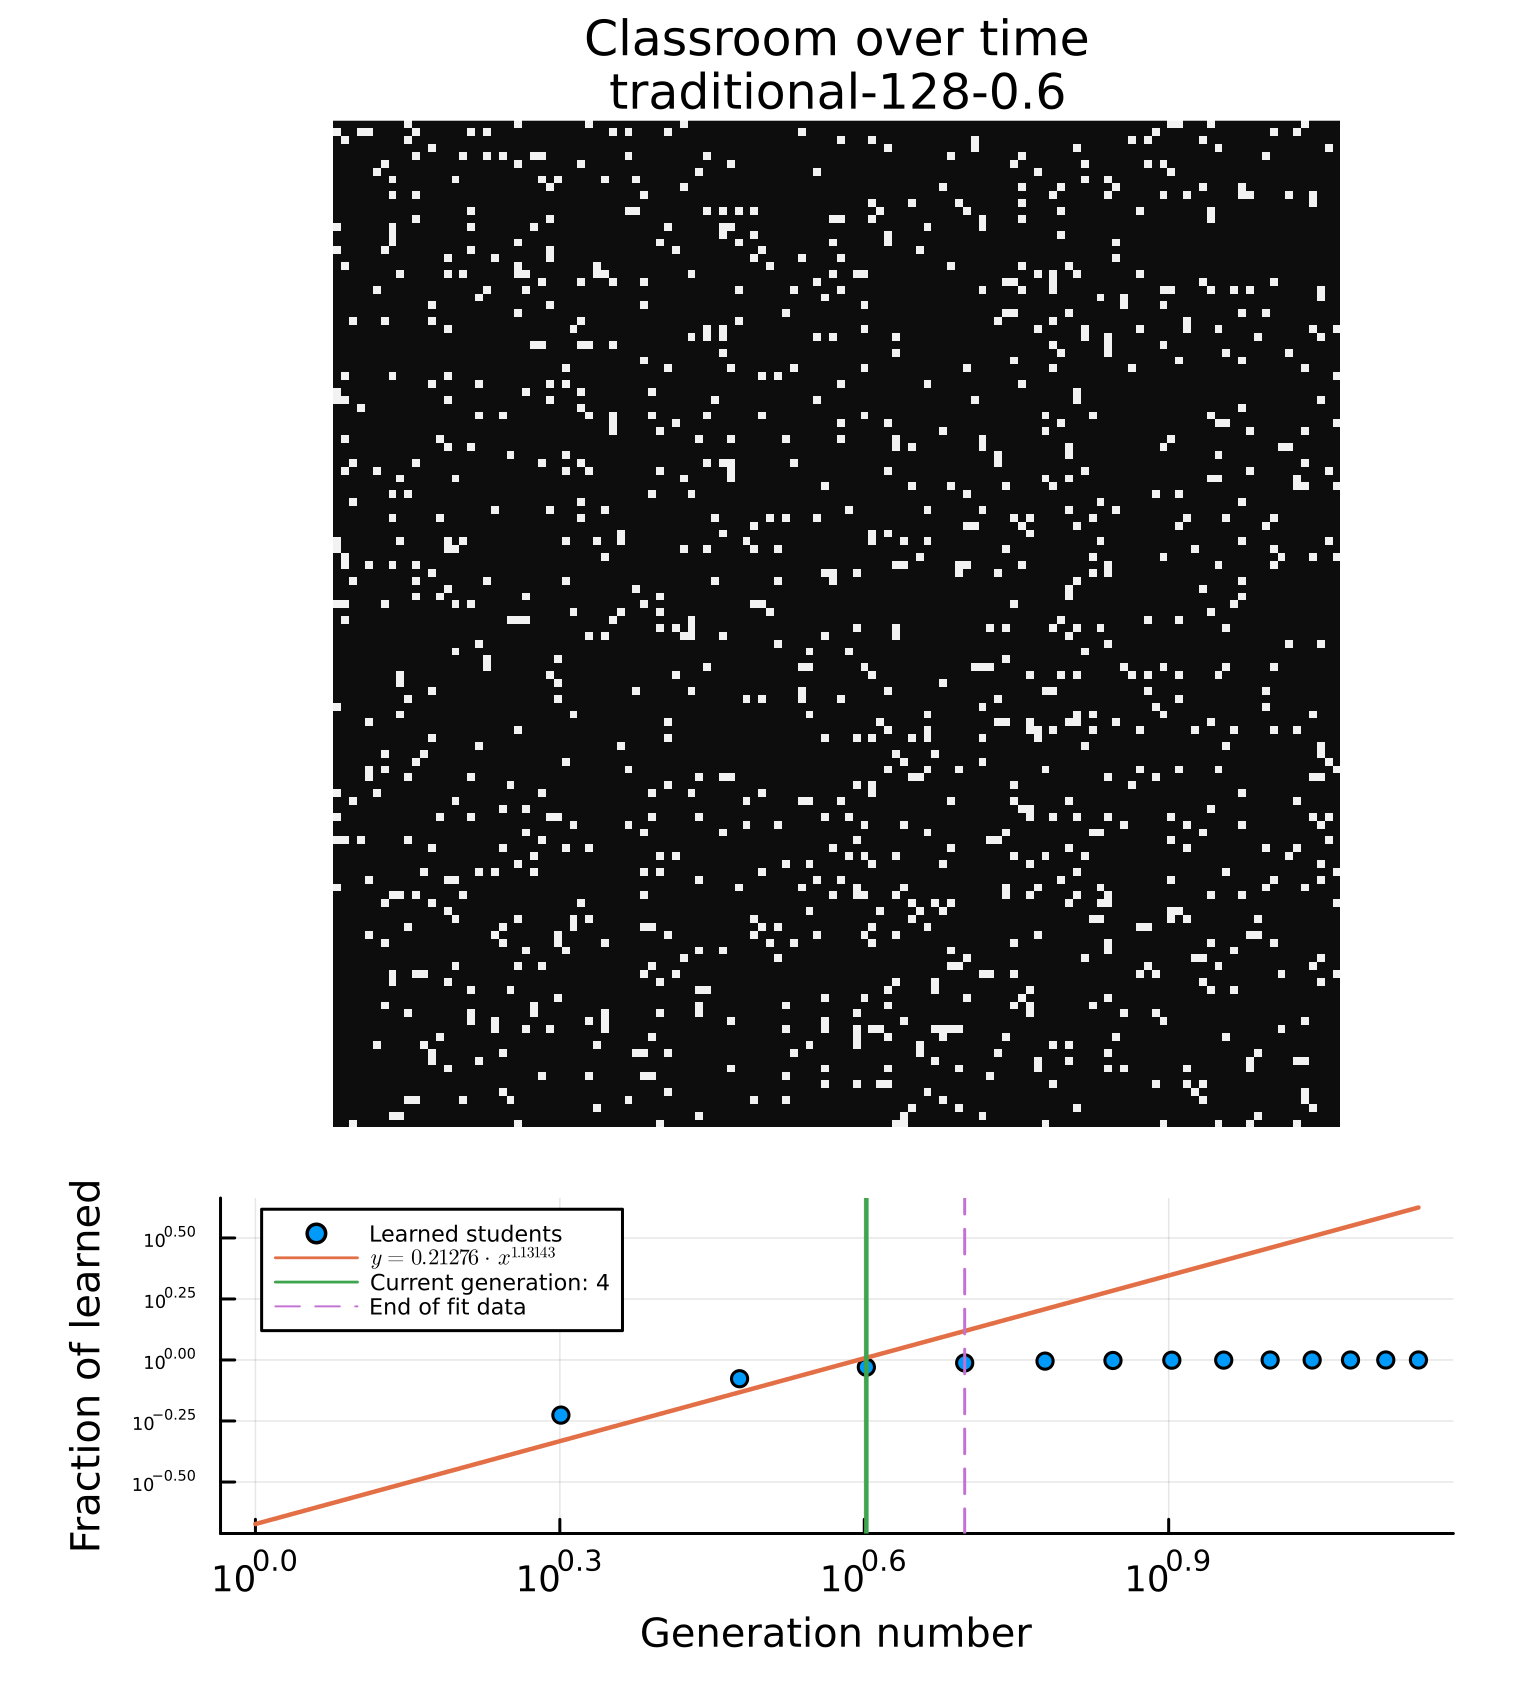 Classroom over time
traditional-128-0.6
Fraction of learned
10^0.50
10^0.25
10^0.00
10^−0.25
10^−0.50
Learned students
y = 0.21276 · x^1.13143
Current generation: 4
End of fit data
10^0.0 10^0.3 10^0.6 10^0.9
Generation number